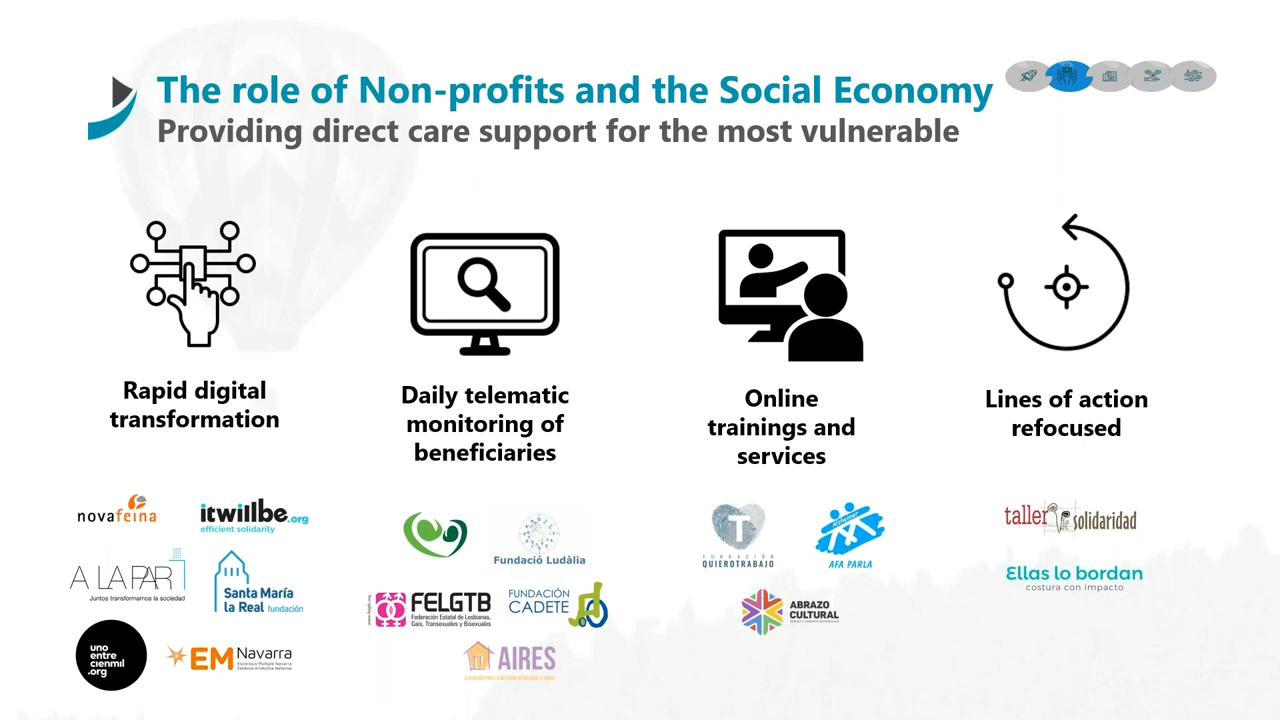 The role of Non-profits and the Social Economy
Providing direct care support for the most vulnerable
Rapid digital
transformation
Daily telematic
monitoring of
beneficiaries
Online
trainings and
services
Lines of action
refocused
novafeina
itwillbe.org
efficient solidarity
A LA PAR
Juntos transformamos la sociedad
Santa María
la Real fundación
uno
entre
cienmil
.org
EM Navarra
Fundació Ludàlia
www.felgtb.org
FELGTB
Federación Estatal de Lesbianas,
Gais, Transexuales y Bisexuales
FUNDACIÓN
CADETE
AIRES
T
FUNDACIÓN
QUIEROTRABAJO
AFA PARLA
ABRAZO
CULTURAL
taller de solidaridad
Ellas lo bordan
costura con impacto